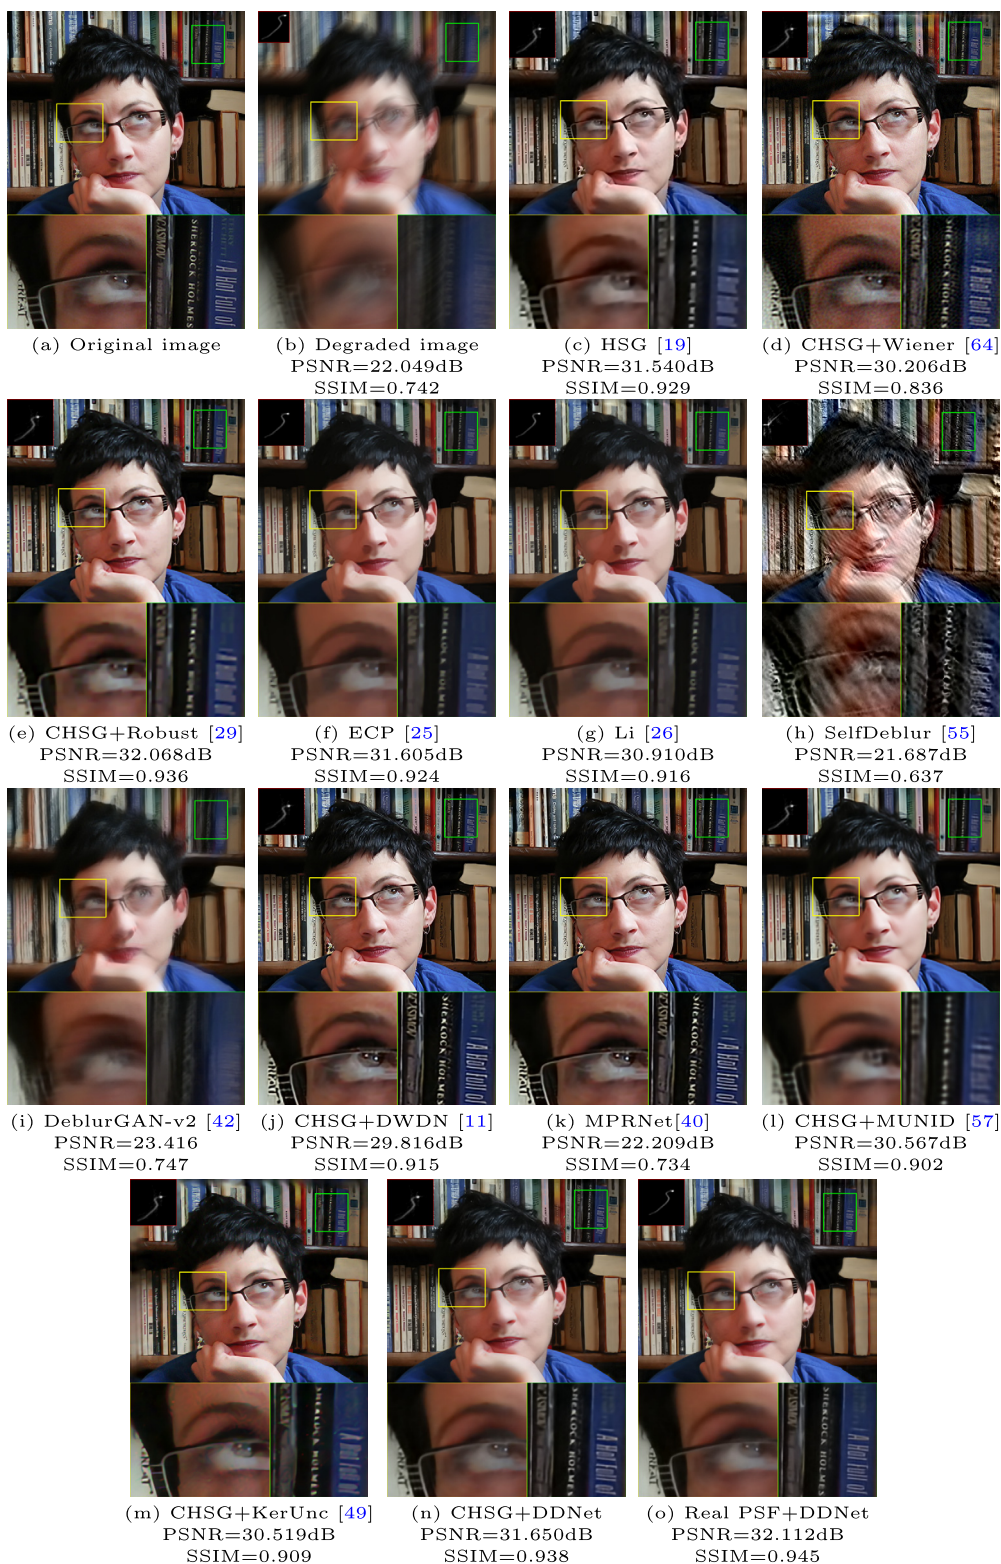 (a) Original image
(b) Degraded image
PSNR=22.049dB
SSIM=0.742
(c) HSG [19]
PSNR=31.540dB
SSIM=0.929
(d) CHSG+Wiener [64]
PSNR=30.206dB
SSIM=0.836
(e) CHSG+Robust [29]
PSNR=32.068dB
SSIM=0.936
(f) ECP [25]
PSNR=31.605dB
SSIM=0.924
(g) Li [26]
PSNR=30.910dB
SSIM=0.916
(h) SelfDeblur [55]
PSNR=21.687dB
SSIM=0.637
(i) DeblurGAN-v2 [42]
PSNR=23.416
SSIM=0.747
(j) CHSG+DWDN [11]
PSNR=29.816dB
SSIM=0.915
(k) MPRNet[40]
PSNR=22.209dB
SSIM=0.734
(l) CHSG+MUNID [57]
PSNR=30.567dB
SSIM=0.902
(m) CHSG+KerUnc [49]
PSNR=30.519dB
SSIM=0.909
(n) CHSG+DDNet
PSNR=31.650dB
SSIM=0.938
(o) Real PSF+DDNet
PSNR=32.112dB
SSIM=0.945
SHERLOCK HOLMES